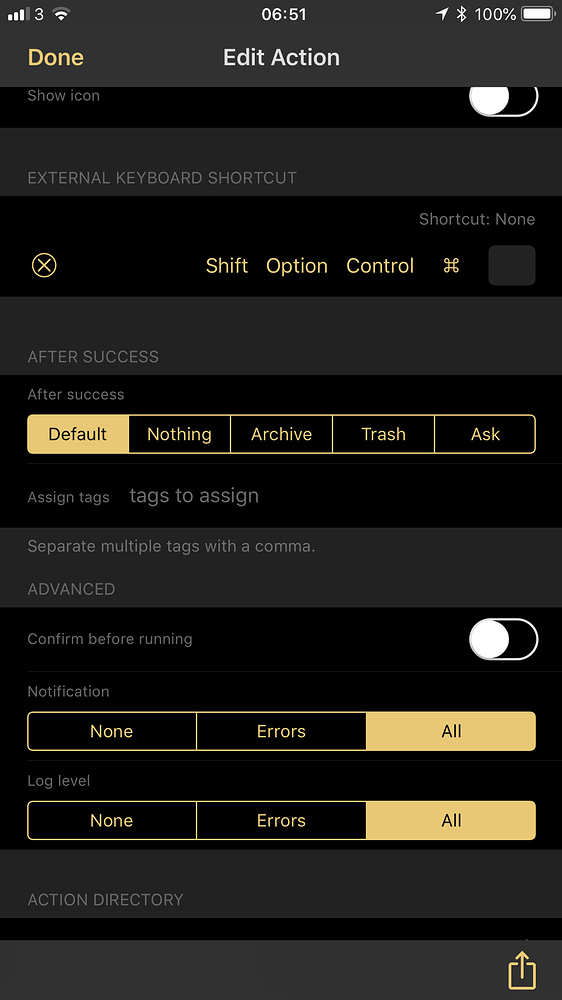 3 06:51 100%
Done Edit Action
Show icon
EXTERNAL KEYBOARD SHORTCUT
Shortcut: None
Shift Option Control ⌘
AFTER SUCCESS
After success
Default Nothing Archive Trash Ask
Assign tags tags to assign
Separate multiple tags with a comma.
ADVANCED
Confirm before running
Notification
None Errors All
Log level
None Errors All
ACTION DIRECTORY